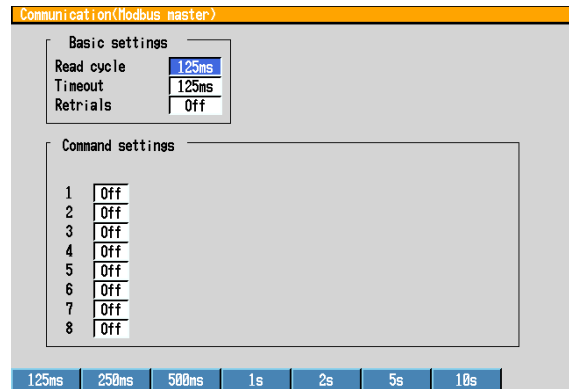 Communication(Modbus master)
Basic settings
Read cycle 125ms
Timeout 125ms
Retrials Off
Command settings
1 Off
2 Off
3 Off
4 Off
5 Off
6 Off
7 Off
8 Off
125ms 250ms 500ms 1s 2s 5s 10s